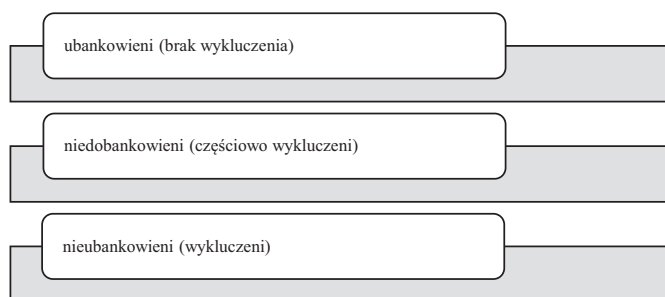 ubankowieni (brak wykluczenia)
niedobankowieni (częściowo wykluczeni)
nieubankowieni (wykluczeni)